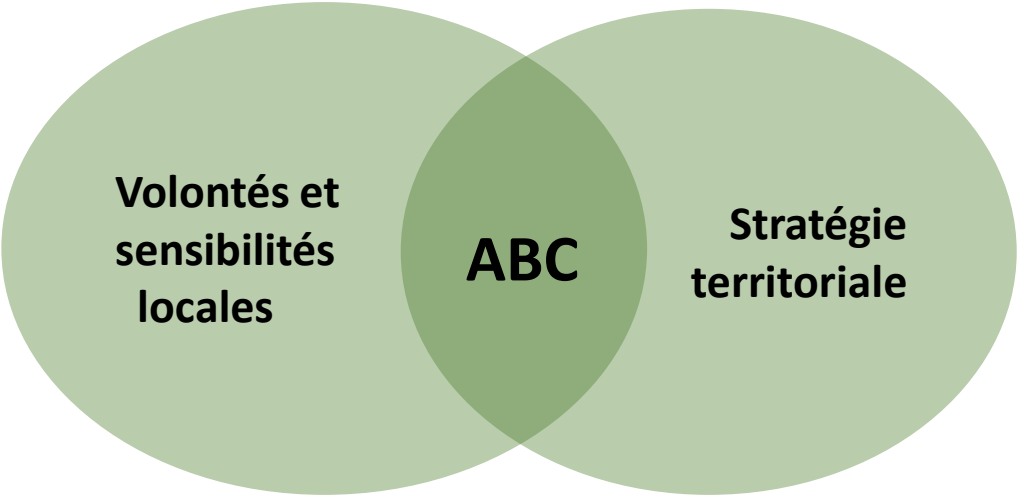 Volontés et
sensibilités
locales
ABC
Stratégie
territoriale